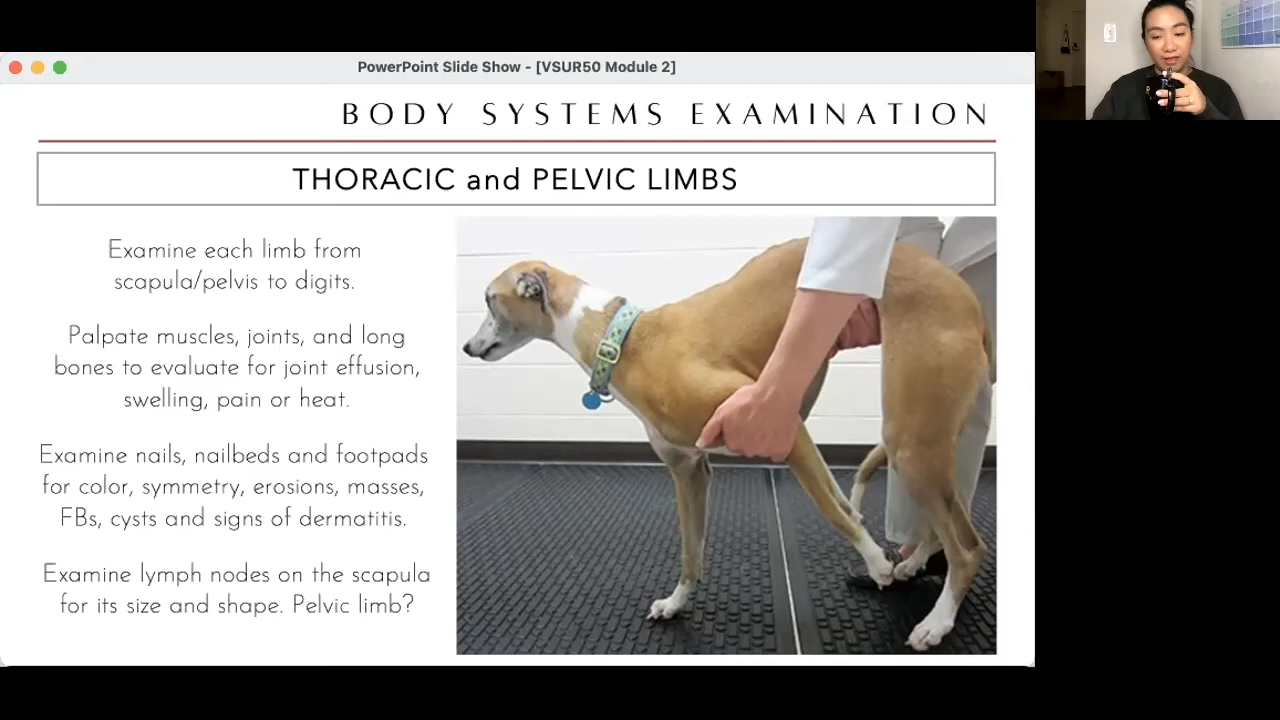 PowerPoint Slide Show - [VSUR50 Module 2]
BODY SYSTEMS EXAMINATION
THORACIC and PELVIC LIMBS
Examine each limb from
scapula/pelvis to digits.
Palpate muscles, joints, and long
bones to evaluate for joint effusion,
swelling, pain or heat.
Examine nails, nailbeds and footpads
for color, symmetry, erosions, masses,
FBs, cysts and signs of dermatitis.
Examine lymph nodes on the scapula
for its size and shape. Pelvic limb?